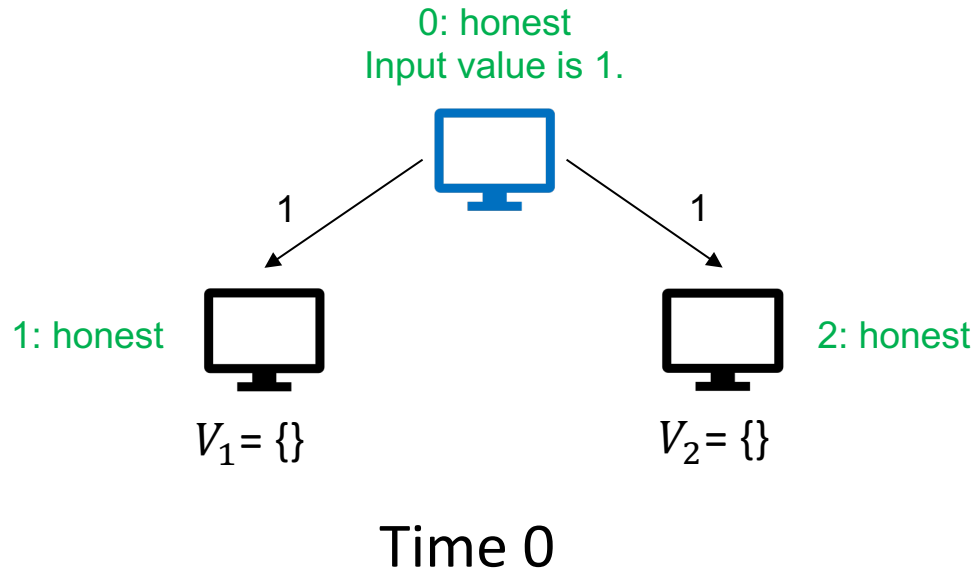 0: honest
Input value is 1.
1
1
1: honest
2: honest
V₁= {}
V₂= {}
Time 0